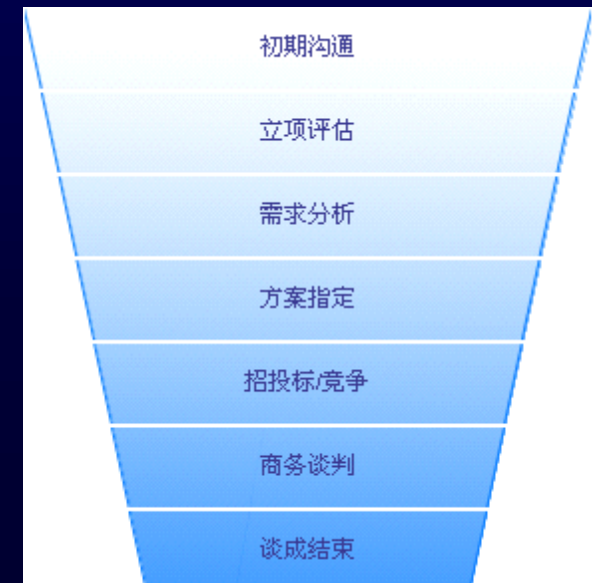 初期沟通
立项评估
需求分析
方案指定
招投标/竞争
商务谈判
谈成结束